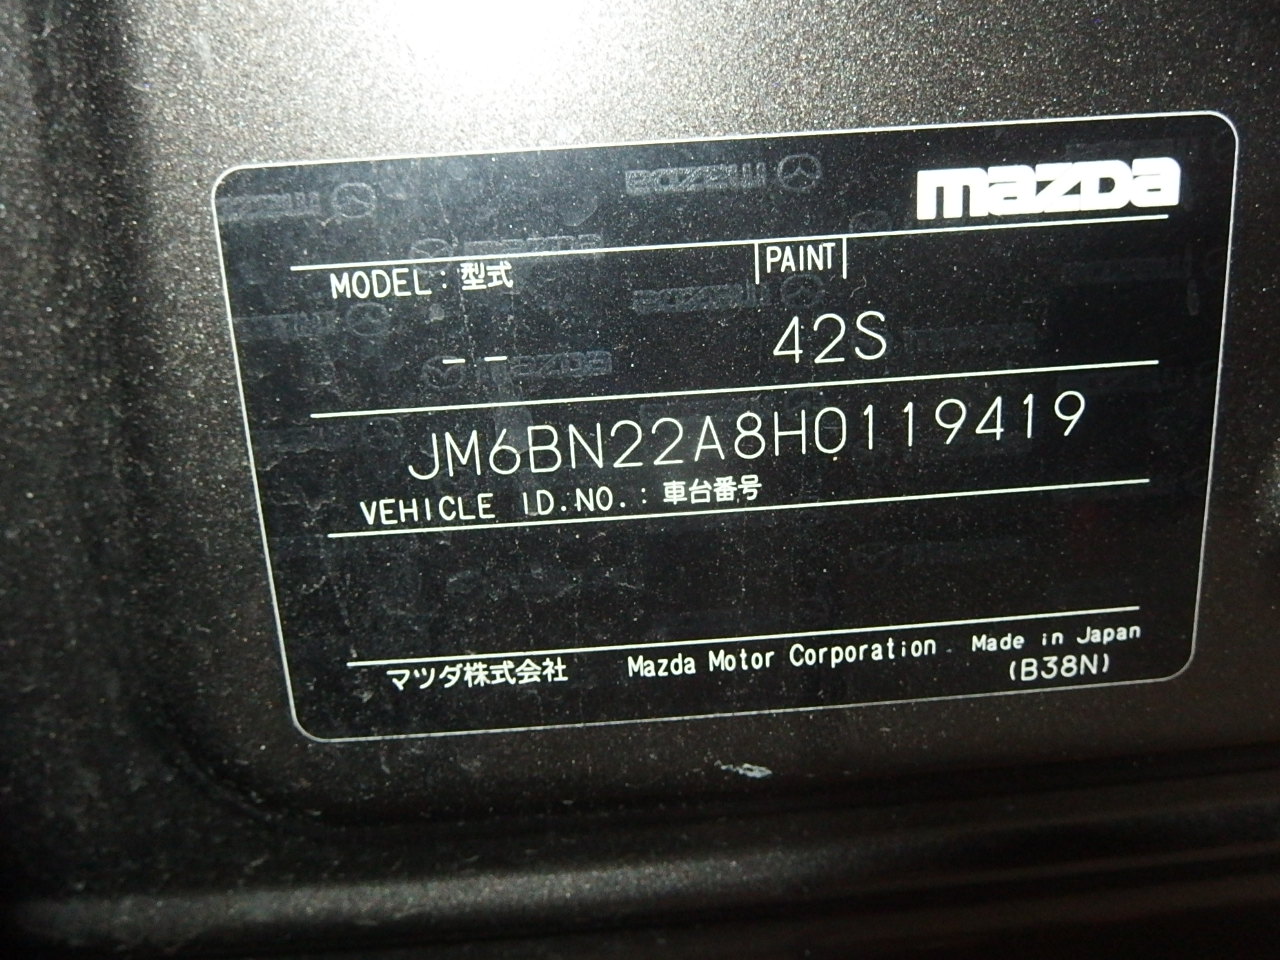 mazda
MODEL : 型式 PAINT
-- 42S
JM6BN22A8H0119419
VEHICLE ID.NO.: 車台番号
マツダ株式会社 Mazda Motor Corporation Made in Japan
(B38N)